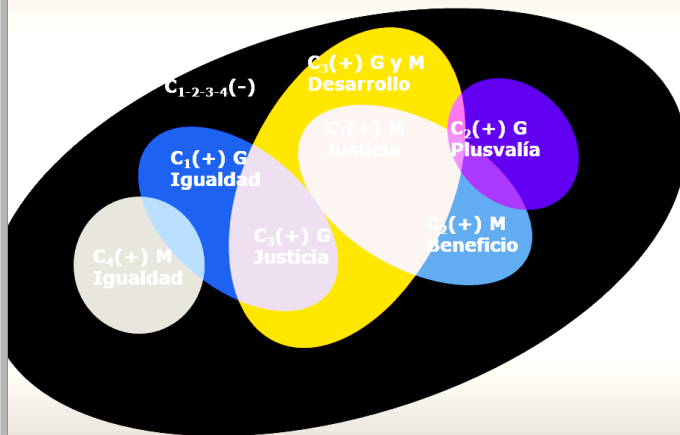 C₃(+) G y M
Desarrollo
C₁₋₂₋₃₋₄(–)
C₁(+) M
Justicia
C₂(+) G
Plusvalía
C₁(+) G
Igualdad
C₃(+) G
Justicia
C₂(+) M
Beneficio
C₄(+) M
Igualdad